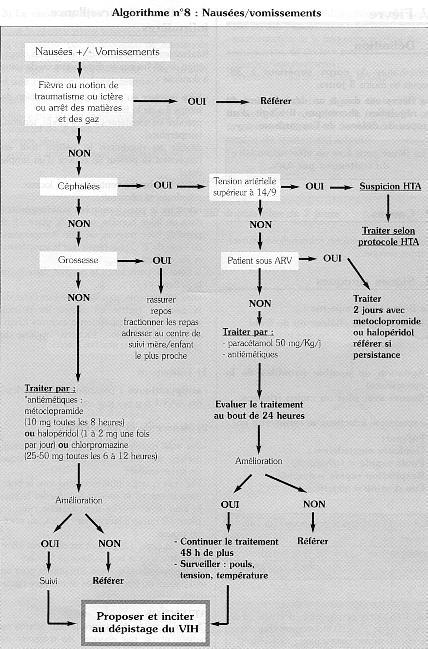 Algorithme n°8 : Nausées/vomissements
Nausées +/- Vomissements
Fièvre ou notion de
traumatisme ou ictère
ou arrêt des matières
et des gaz
OUI
Référer
NON
Céphalées
OUI
Tension artérielle
supérieur à 14/9
OUI
Suspicion HTA
Traiter selon
protocole HTA
NON
NON
Grossesse
OUI
Patient sous ARV
OUI
rassurer
repos
fractionner les repas
adresser au centre de
suivi mère/enfant
le plus proche
Traiter
2 jours avec
metoclopromide
ou halopéridol
référer si
persistance
NON
NON
Traiter par :
- paracétamol 50 mg/Kg/j
- antiémétiques
Evaluer le traitement
au bout de 24 heures
Traiter par :
*antiémétiques :
métoclopramide
(10 mg toutes les 8 heures)
ou halopéridol (1 à 2 mg une fois
par jour) ou chlorpromazine
(25-50 mg toutes les 6 à 12 heures)
Amélioration
Amélioration
OUI
NON
OUI
NON
- Continuer le traitement
48 h de plus
- Surveiller : pouls,
tension, température
Référer
Suivi
Référer
Proposer et inciter
au dépistage du VIH